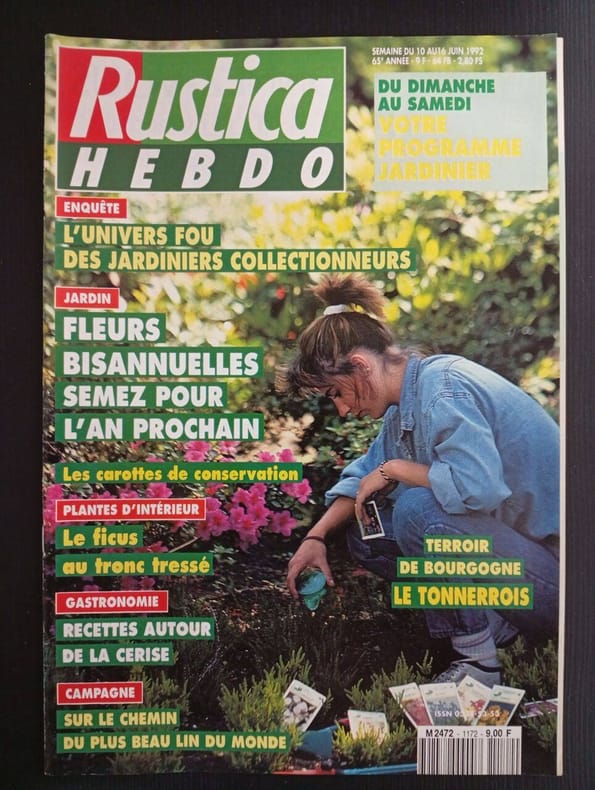 Rustica
HEBDO
SEMAINE DU 10 AU 16 JUIN 1992
65e ANNÉE - 9 F - 64 FB - 2,80 FS
DU DIMANCHE
AU SAMEDI
VOTRE
PROGRAMME
JARDINIER
ENQUÊTE
L'UNIVERS FOU
DES JARDINIERS COLLECTIONNEURS
JARDIN
FLEURS
BISANNUELLES
SEMEZ POUR
L'AN PROCHAIN
Les carottes de conservation
PLANTES D'INTÉRIEUR
Le ficus
au tronc tressé
GASTRONOMIE
RECETTES AUTOUR
DE LA CERISE
CAMPAGNE
SUR LE CHEMIN
DU PLUS BEAU LIN DU MONDE
TERROIR
DE BOURGOGNE
LE TONNERROIS
ISSN
M 2472 - 1172 - 9,00 F